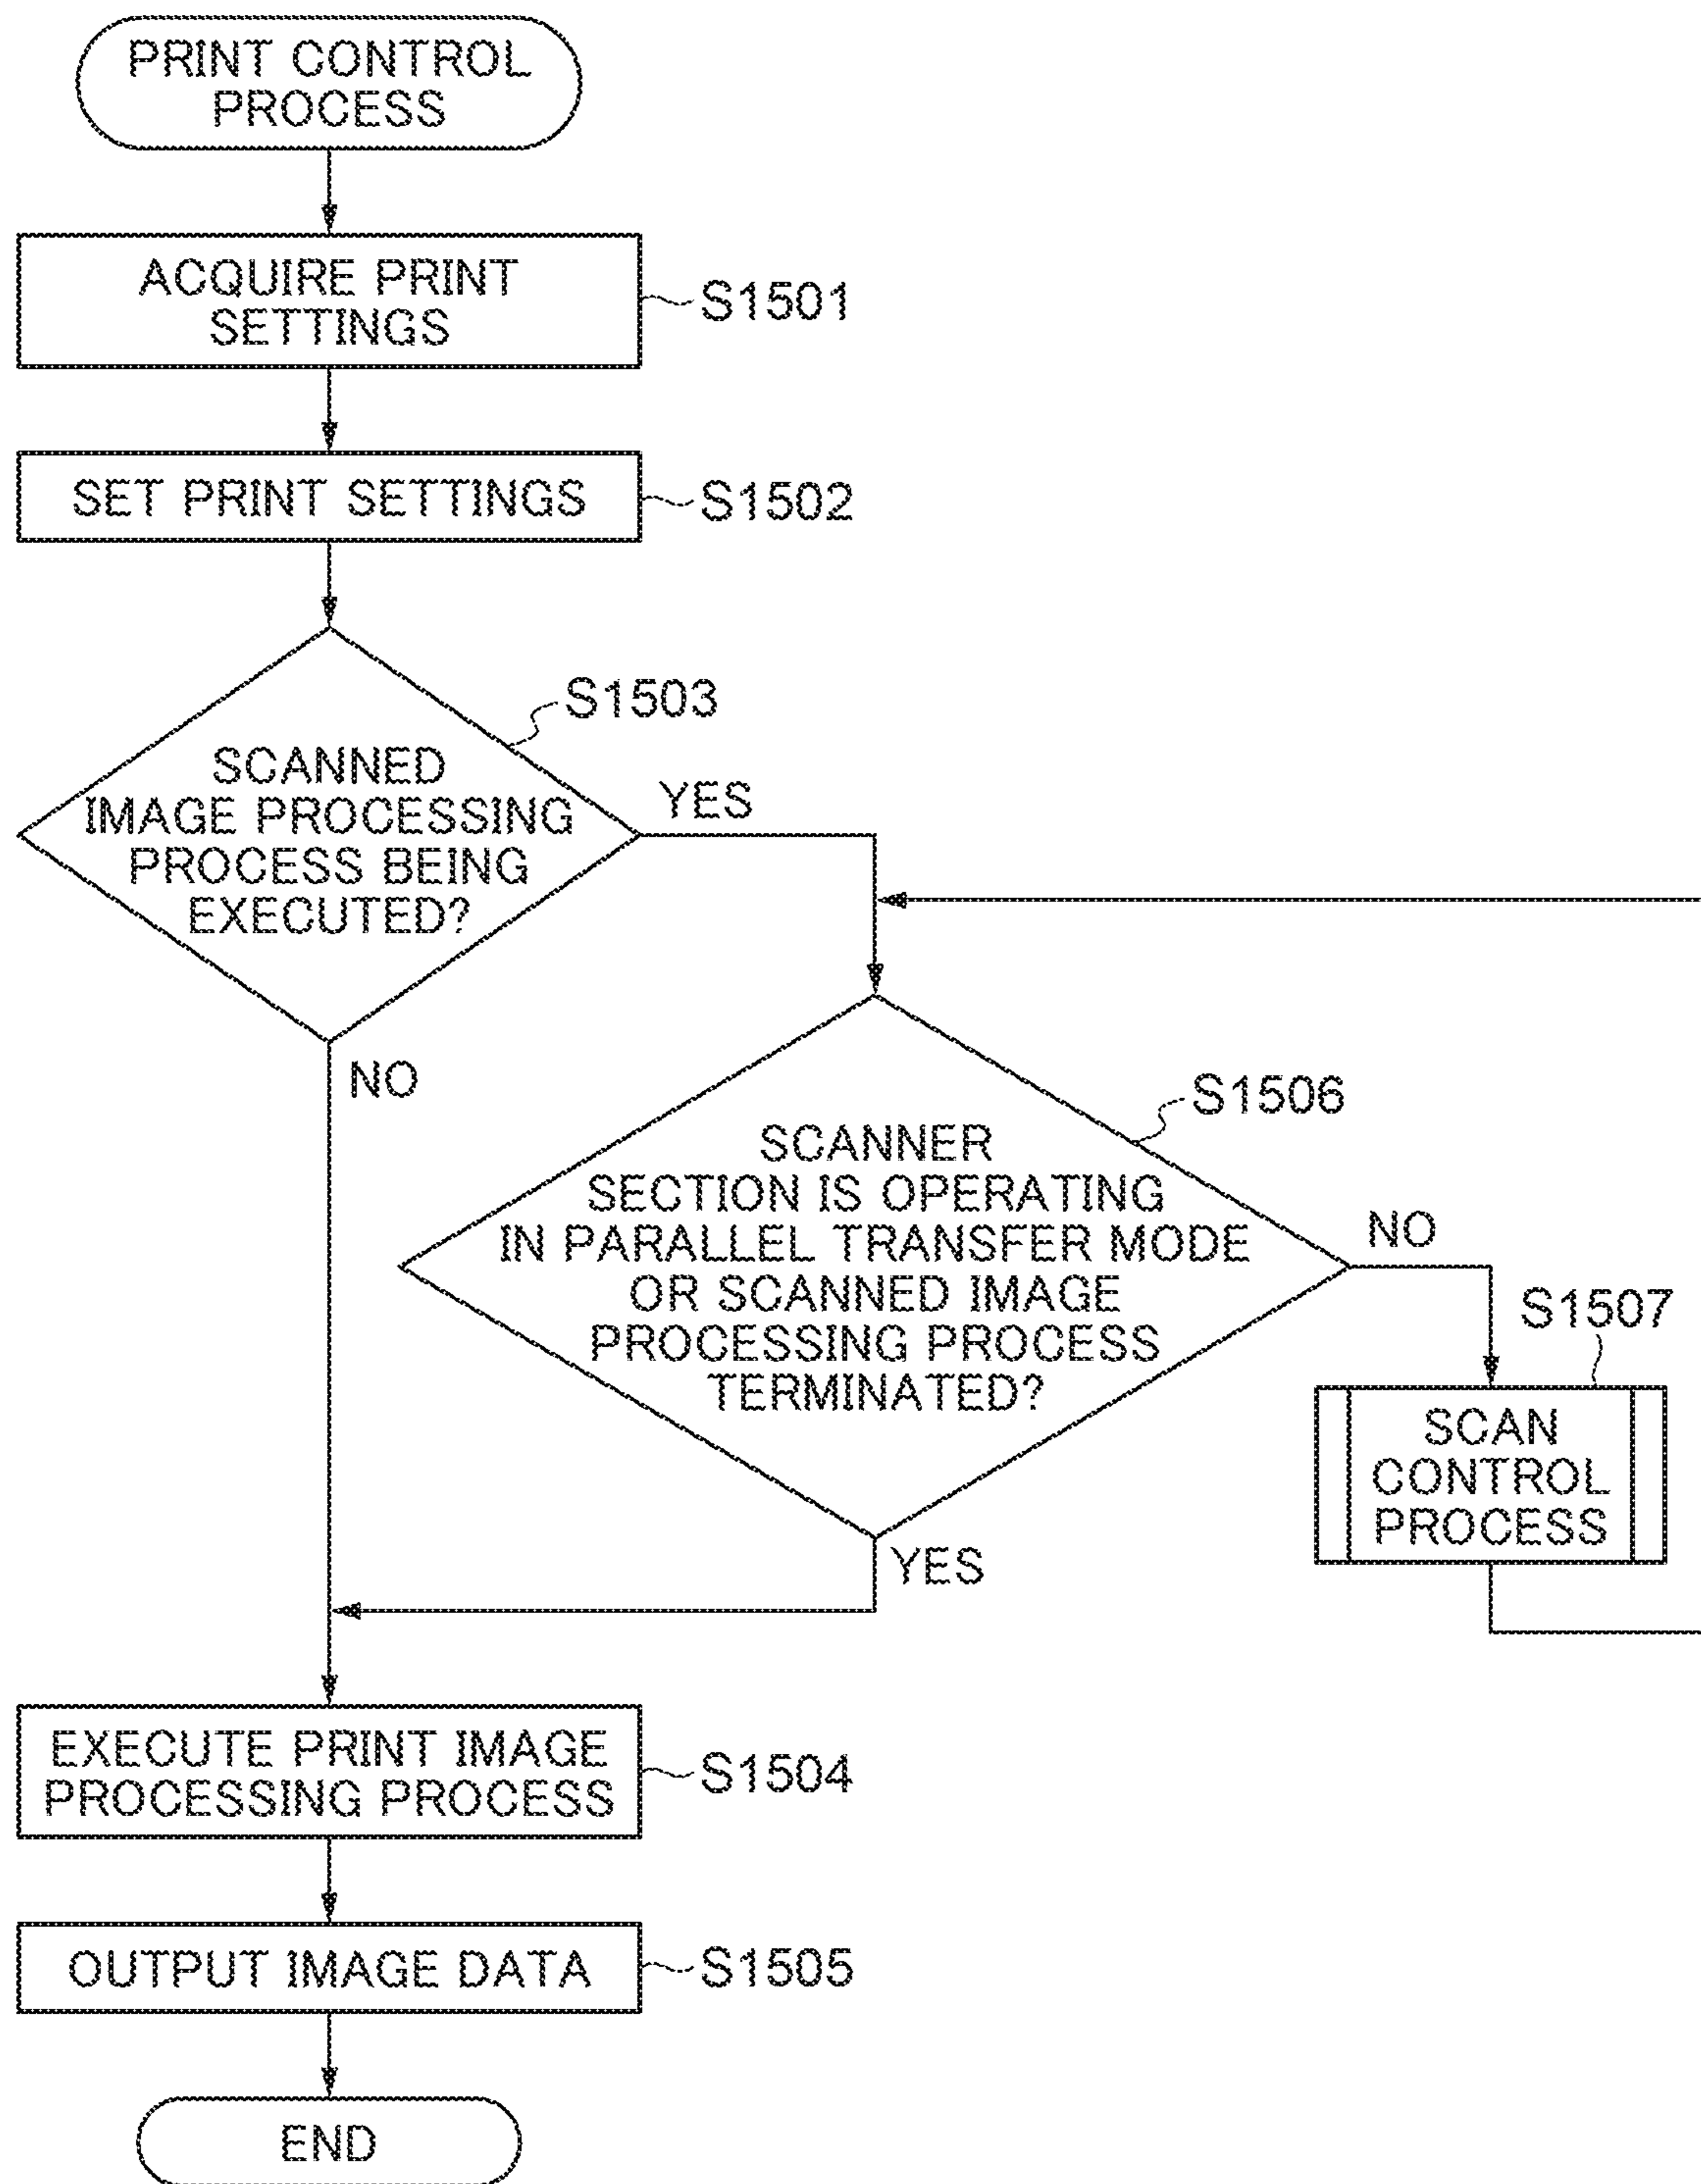 PRINT CONTROL
PROCESS
ACQUIRE PRINT
SETTINGS
S1501
SET PRINT SETTINGS
S1502
S1503
SCANNED
IMAGE PROCESSING
PROCESS BEING
EXECUTED?
YES
NO
S1506
SCANNER
SECTION IS OPERATING
IN PARALLEL TRANSFER MODE
OR SCANNED IMAGE
PROCESSING PROCESS
TERMINATED?
NO
YES
S1507
SCAN
CONTROL
PROCESS
EXECUTE PRINT IMAGE
PROCESSING PROCESS
S1504
OUTPUT IMAGE DATA
S1505
END